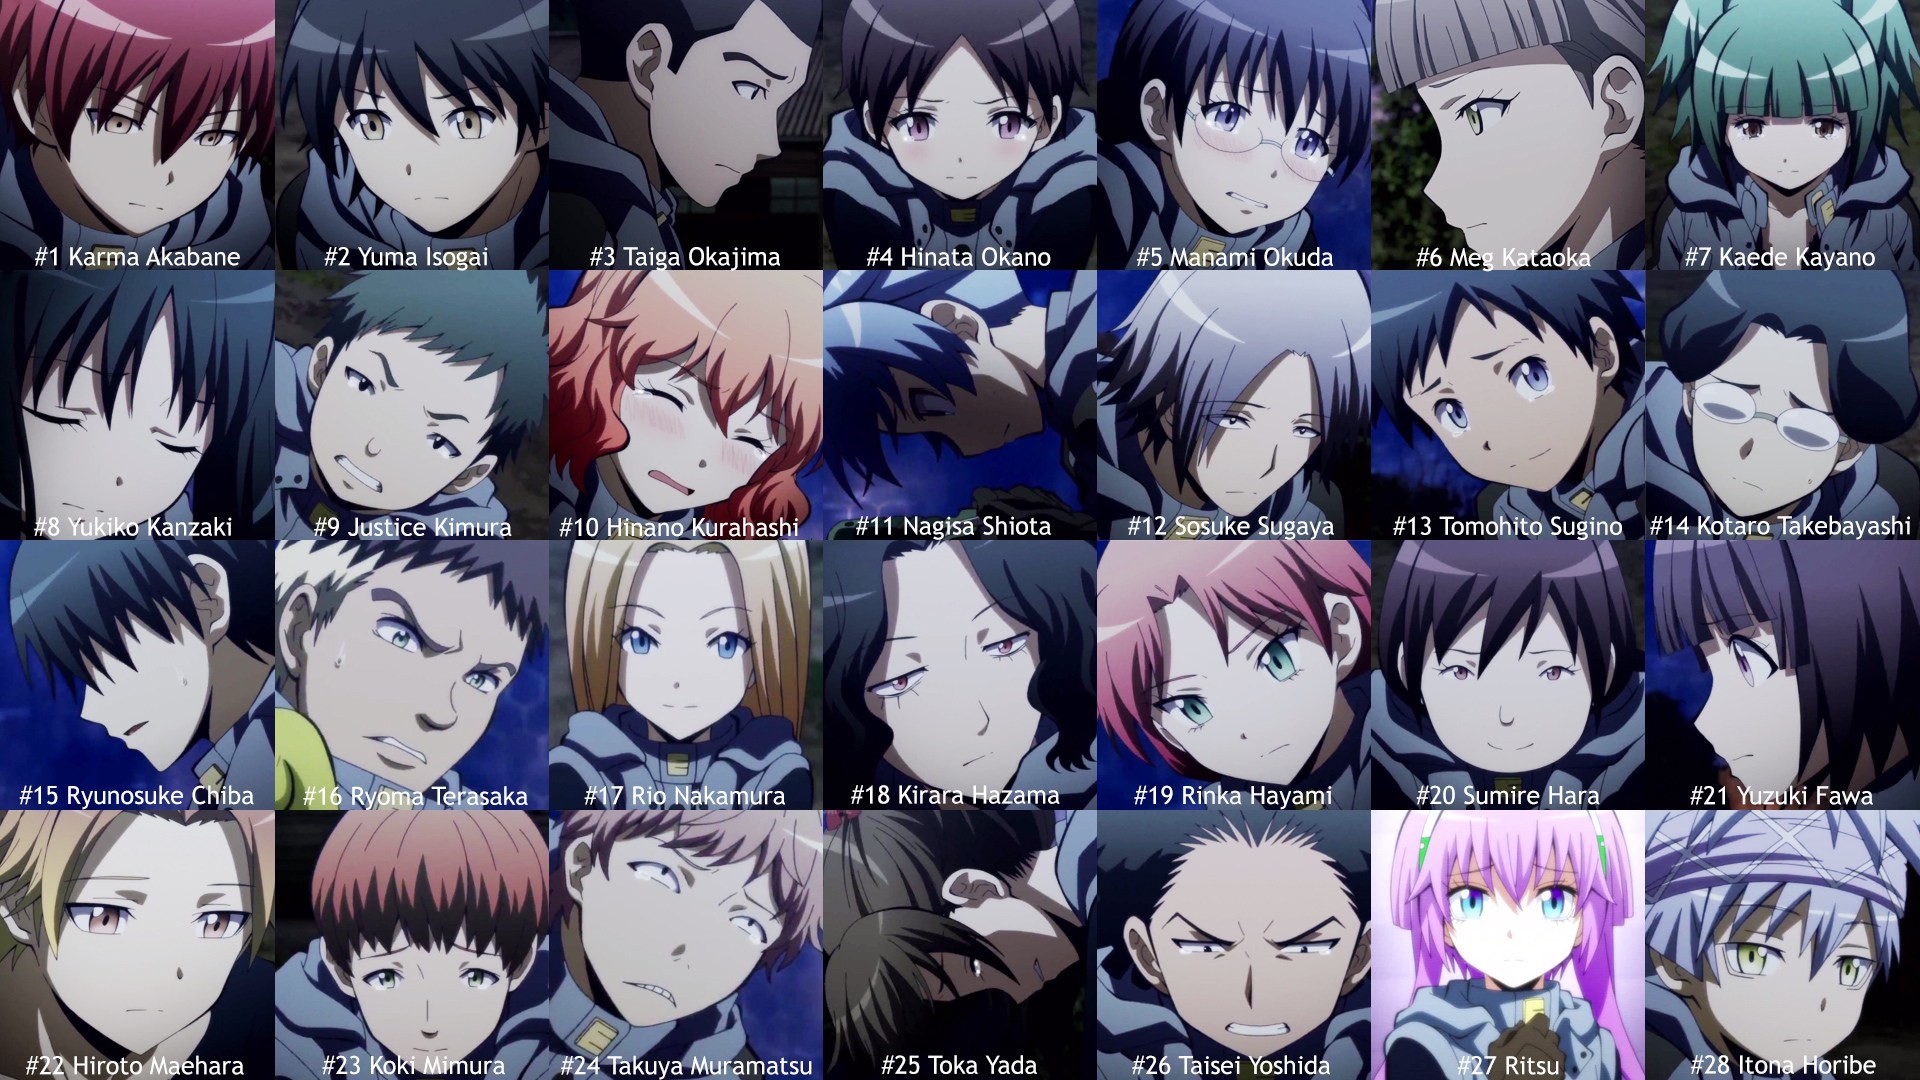 #1 Karma Akabane
#2 Yuma Isogai
#3 Taiga Okajima
#4 Hinata Okano
#5 Manami Okuda
#6 Meg Kataoka
#7 Kaede Kayano
#8 Yukiko Kanzaki
#9 Justice Kimura
#10 Hinano Kurahashi
#11 Nagisa Shiota
#12 Sosuke Sugaya
#13 Tomohito Sugino
#14 Kotaro Takebayashi
#15 Ryunosuke Chiba
#16 Ryoma Terasaka
#17 Rio Nakamura
#18 Kirara Hazama
#19 Rinka Hayami
#20 Sumire Hara
#21 Yuzuki Fawa
#22 Hiroto Maehara
#23 Koki Mimura
#24 Takuya Muramatsu
#25 Toka Yada
#26 Taisei Yoshida
#27 Ritsu
#28 Itona Horibe